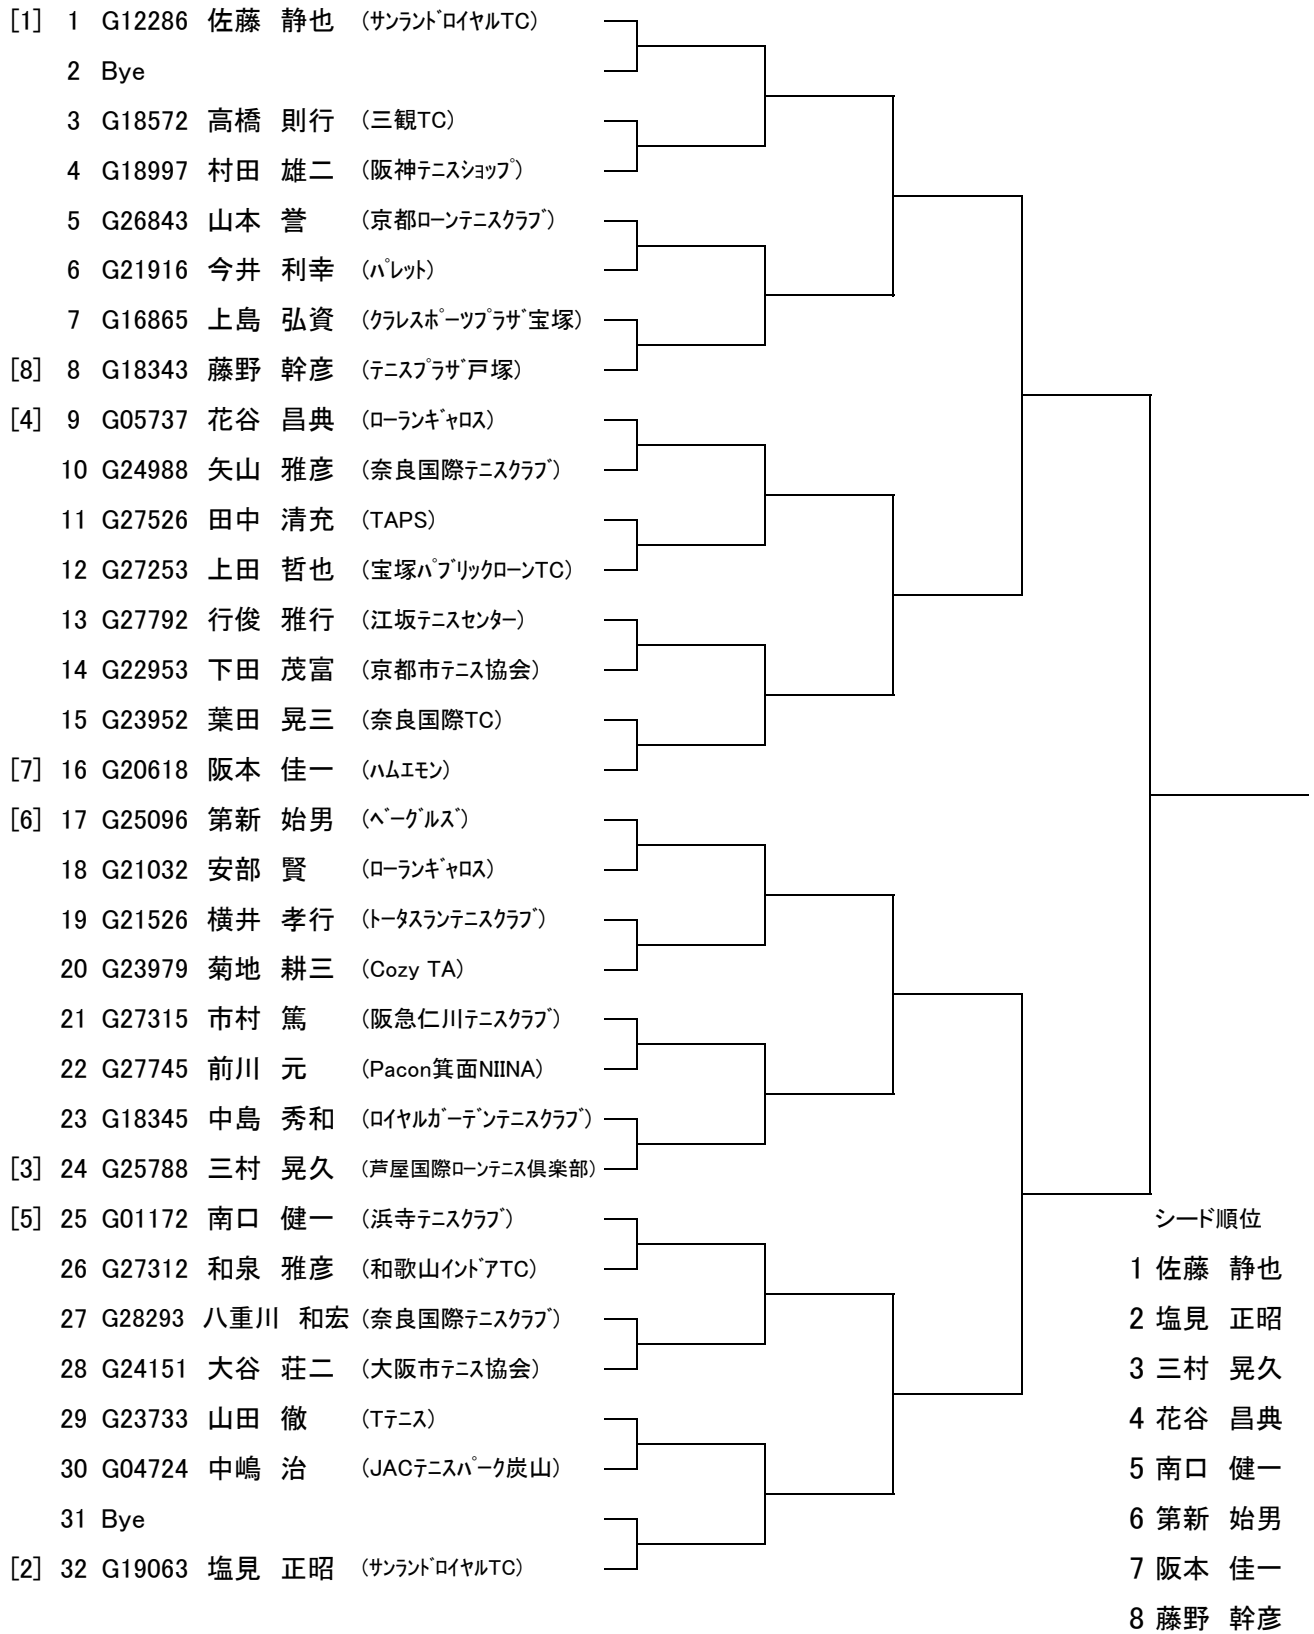 [1] 1 G12286 佐藤 静也 (ｻﾝﾗﾝﾄﾞﾛｲﾔﾙTC)
2 Bye
3 G18572 高橋 則行 (三観TC)
4 G18997 村田 雄二 (阪神ﾃﾆｽｼｮｯﾌﾟ)
5 G26843 山本 誉 (京都ﾛｰﾝﾃﾆｽｸﾗﾌﾞ)
6 G21916 今井 利幸 (ﾊﾟﾚｯﾄ)
7 G16865 上島 弘資 (ｸﾗﾚｽﾎﾟｰﾂﾌﾟﾗｻﾞ宝塚)
[8] 8 G18343 藤野 幹彦 (ﾃﾆｽﾌﾟﾗｻﾞ戸塚)
[4] 9 G05737 花谷 昌典 (ﾛｰﾗﾝｷﾞｬﾛｽ)
10 G24988 矢山 雅彦 (奈良国際ﾃﾆｽｸﾗﾌﾞ)
11 G27526 田中 清充 (TAPS)
12 G27253 上田 哲也 (宝塚ﾊﾟﾌﾞﾘｯｸﾛｰﾝTC)
13 G27792 行俊 雅行 (江坂ﾃﾆｽｾﾝﾀｰ)
14 G22953 下田 茂富 (京都市ﾃﾆｽ協会)
15 G23952 葉田 晃三 (奈良国際TC)
[7] 16 G20618 阪本 佳一 (ﾊﾑｴﾓﾝ)
[6] 17 G25096 第新 始男 (ﾍﾞｰｸﾞﾙｽﾞ)
18 G21032 安部 賢 (ﾛｰﾗﾝｷﾞｬﾛｽ)
19 G21526 横井 孝行 (ﾄｰﾀｽﾗﾝﾃﾆｽｸﾗﾌﾞ)
20 G23979 菊地 耕三 (Cozy TA)
21 G27315 市村 篤 (阪急仁川ﾃﾆｽｸﾗﾌﾞ)
22 G27745 前川 元 (Pacon箕面NIINA)
23 G18345 中島 秀和 (ﾛｲﾔﾙｶﾞｰﾃﾞﾝﾃﾆｽｸﾗﾌﾞ)
[3] 24 G25788 三村 晃久 (芦屋国際ﾛｰﾝﾃﾆｽ倶楽部)
[5] 25 G01172 南口 健一 (浜寺ﾃﾆｽｸﾗﾌﾞ)
26 G27312 和泉 雅彦 (和歌山ｲﾝﾄﾞｱTC)
27 G28293 八重川 和宏 (奈良国際ﾃﾆｽｸﾗﾌﾞ)
28 G24151 大谷 荘二 (大阪市ﾃﾆｽ協会)
29 G23733 山田 徹 (Tﾃﾆｽ)
30 G04724 中嶋 治 (JACﾃﾆｽﾊﾟｰｸ炭山)
31 Bye
[2] 32 G19063 塩見 正昭 (ｻﾝﾗﾝﾄﾞﾛｲﾔﾙTC)
シード順位
1 佐藤 静也
2 塩見 正昭
3 三村 晃久
4 花谷 昌典
5 南口 健一
6 第新 始男
7 阪本 佳一
8 藤野 幹彦